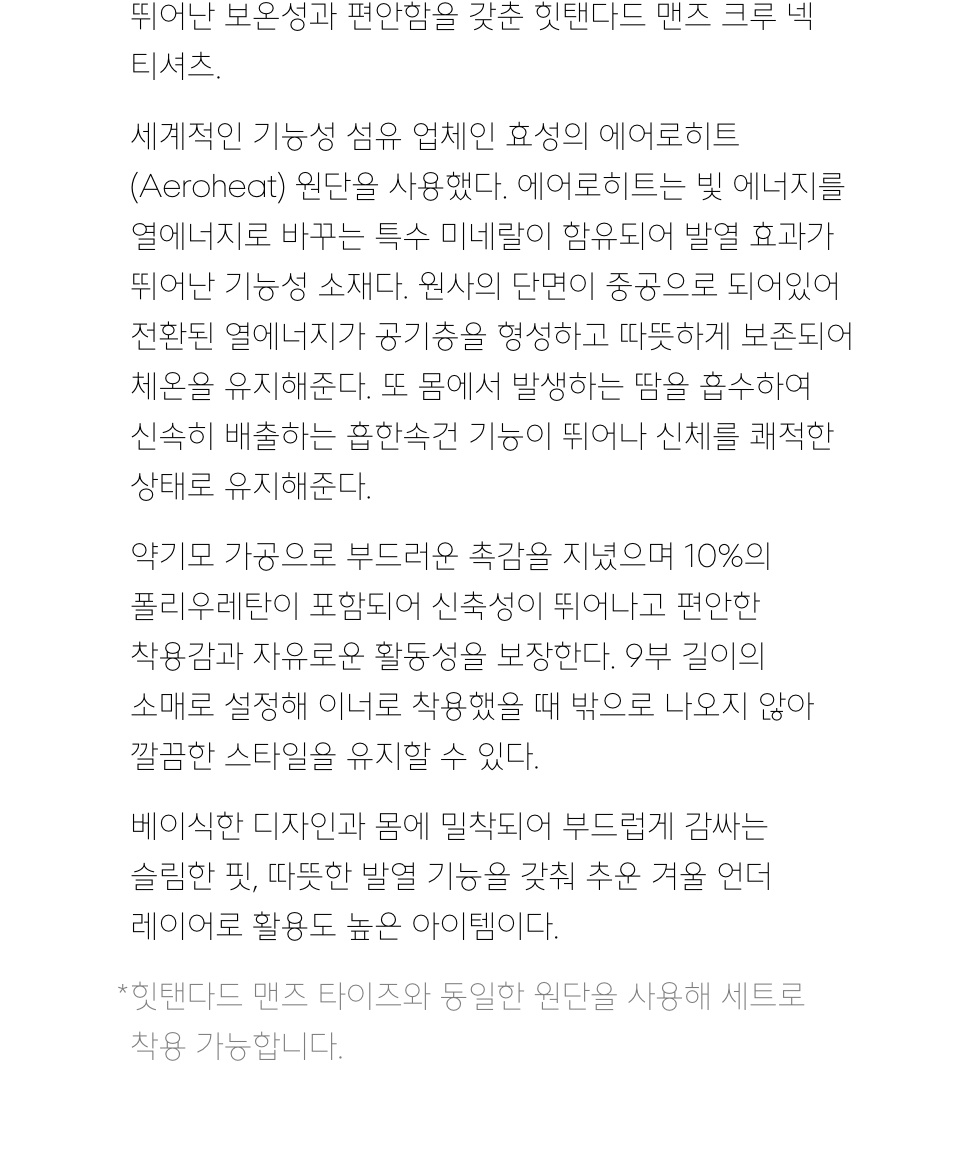 뛰어난 보온성과 편안함을 갖춘 힛탠다드 맨즈 크루 넥
티셔츠.
세계적인 기능성 섬유 업체인 효성의 에어로히트
(Aeroheat) 원단을 사용했다. 에어로히트는 빛 에너지를
열에너지로 바꾸는 특수 미네랄이 함유되어 발열 효과가
뛰어난 기능성 소재다. 원사의 단면이 중공으로 되어있어
전환된 열에너지가 공기층을 형성하고 따뜻하게 보존되어
체온을 유지해준다. 또 몸에서 발생하는 땀을 흡수하여
신속히 배출하는 흡한속건 기능이 뛰어나 신체를 쾌적한
상태로 유지해준다.
약기모 가공으로 부드러운 촉감을 지녔으며 10%의
폴리우레탄이 포함되어 신축성이 뛰어나고 편안한
착용감과 자유로운 활동성을 보장한다. 9부 길이의
소매로 설정해 이너로 착용했을 때 밖으로 나오지 않아
깔끔한 스타일을 유지할 수 있다.
베이식한 디자인과 몸에 밀착되어 부드럽게 감싸는
슬림한 핏, 따뜻한 발열 기능을 갖춰 추운 겨울 언더
레이어로 활용도 높은 아이템이다.
*힛탠다드 맨즈 타이즈와 동일한 원단을 사용해 세트로
착용 가능합니다.